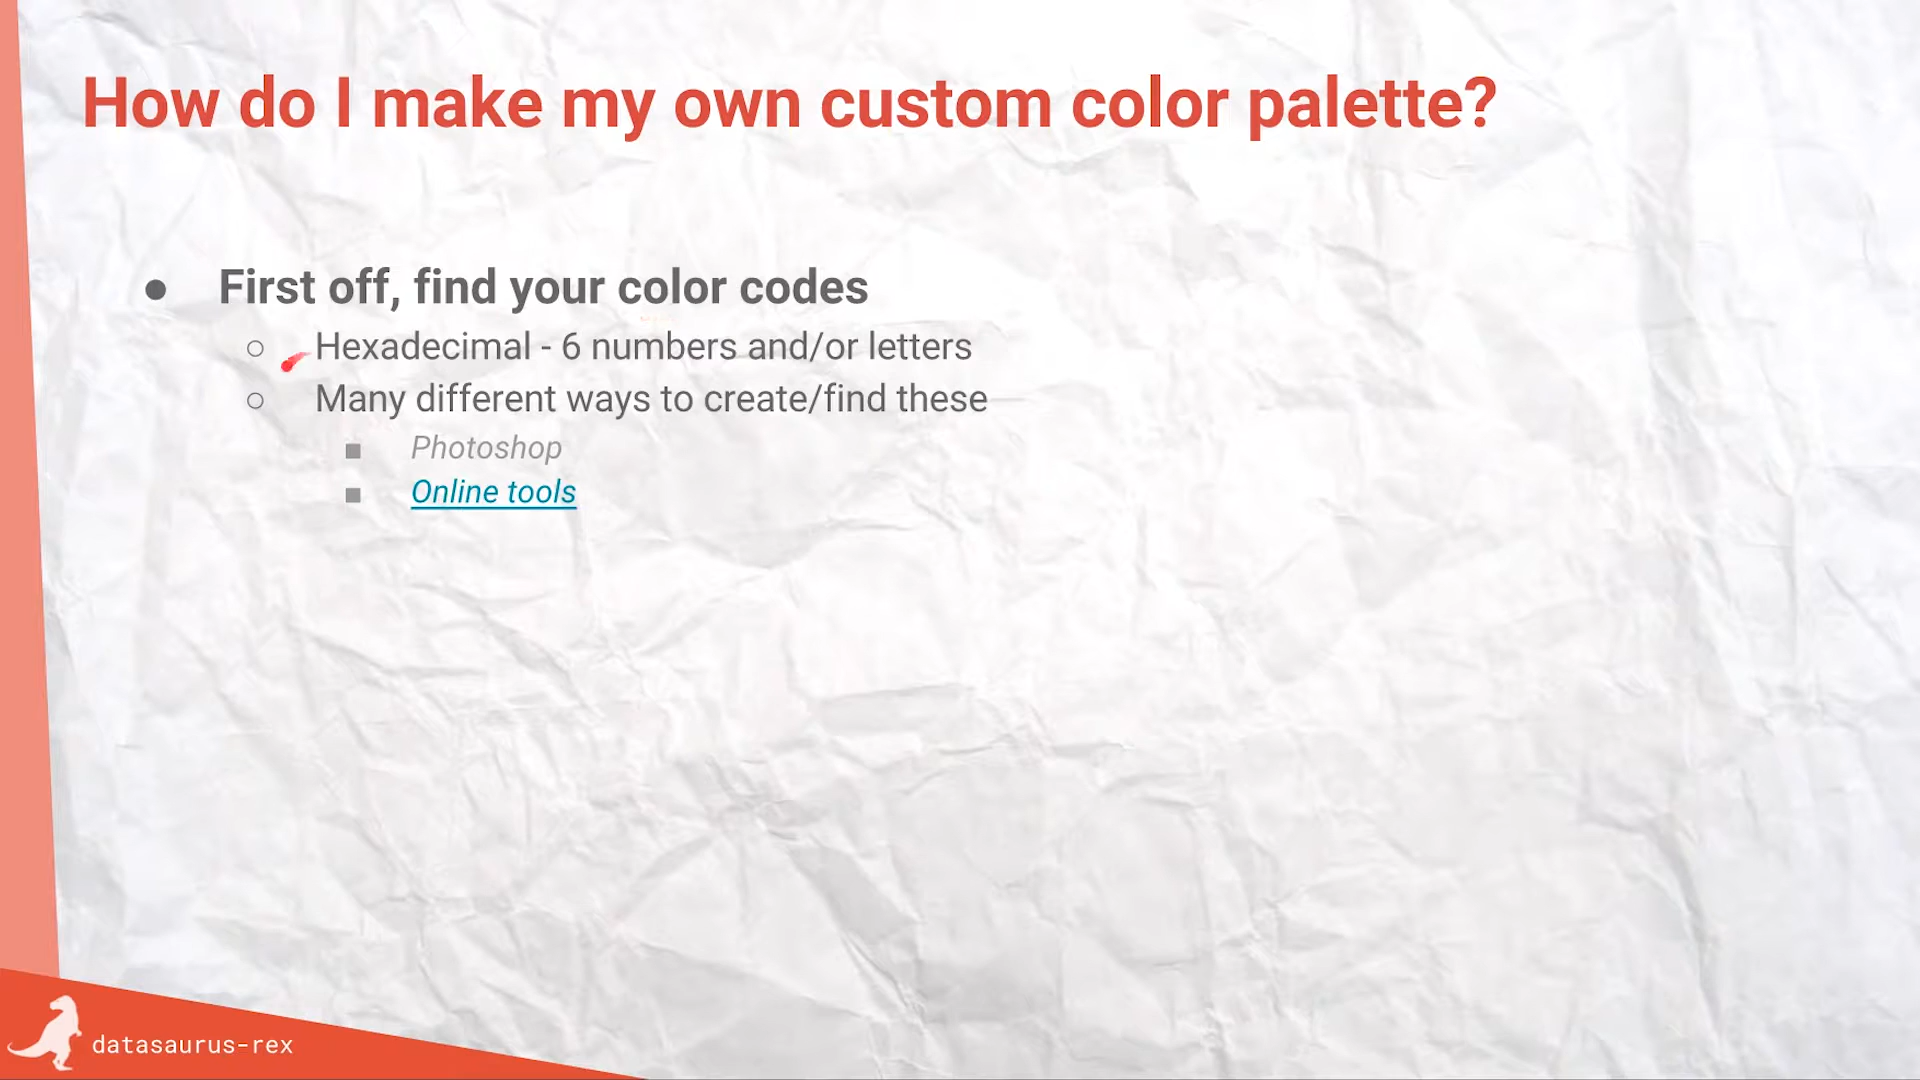 How do I make my own custom color palette?
● First off, find your color codes
○ Hexadecimal - 6 numbers and/or letters
○ Many different ways to create/find these
■ Photoshop
■ Online tools
datasaurus-rex